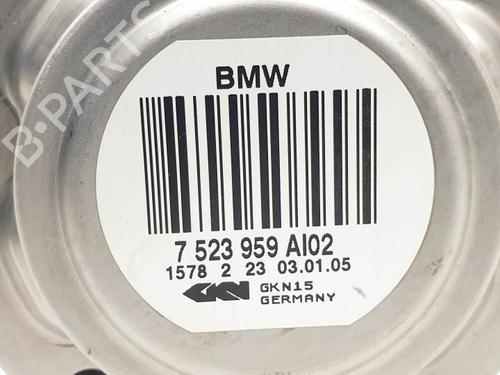 BMW
7 523 959 AI02
1578 2 23 03.01.05
GKN GKN15
GERMANY
B-PARTS